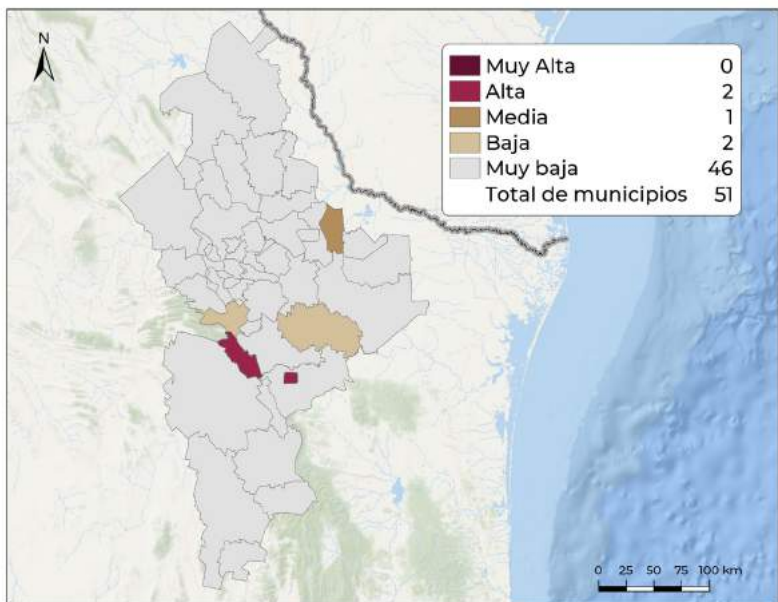 N
Muy Alta 0
Alta 2
Media 1
Baja 2
Muy baja 46
Total de municipios 51
0 25 50 75 100 km